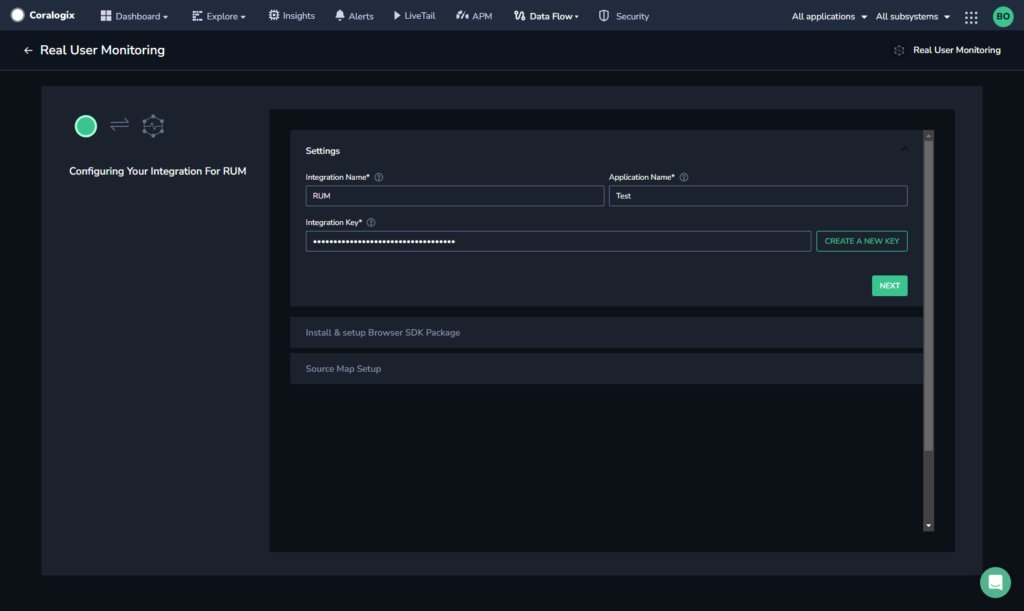 Coralogix Dashboard Explore Insights Alerts LiveTail APM Data Flow Security All applications All subsystems BO
Real User Monitoring Real User Monitoring
Configuring Your Integration For RUM
Settings
Integration Name* Application Name*
RUM Test
Integration Key*
•••••••••••••••••••••••••••••••••••• CREATE A NEW KEY
NEXT
Install & setup Browser SDK Package
Source Map Setup